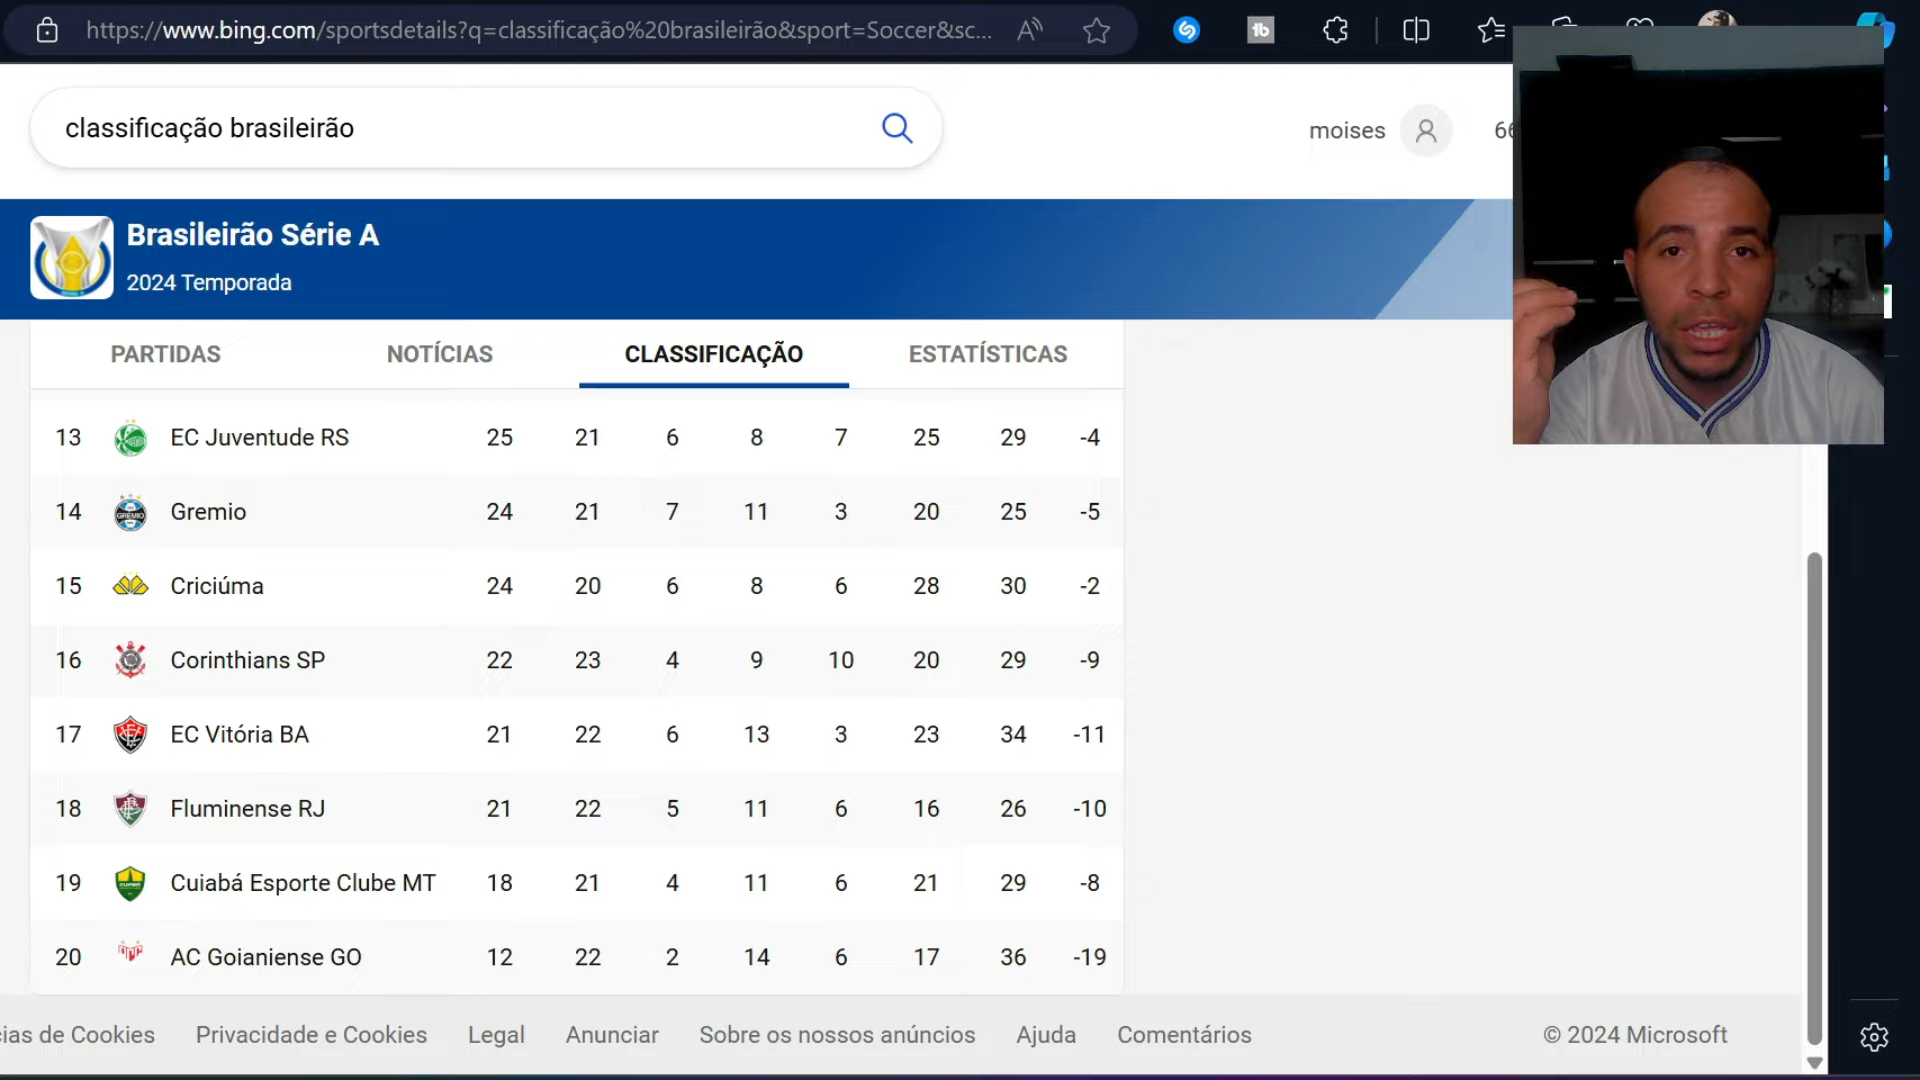 https://www.bing.com/sportsdetails?q=classificação%20brasileirão&sport=Soccer&sc...
classificação brasileirão
moises
Brasileirão Série A
2024 Temporada
PARTIDAS NOTÍCIAS CLASSIFICAÇÃO ESTATÍSTICAS
13 EC Juventude RS 25 21 6 8 7 25 29 -4
14 Gremio 24 21 7 11 3 20 25 -5
15 Criciúma 24 20 6 8 6 28 30 -2
16 Corinthians SP 22 23 4 9 10 20 29 -9
17 EC Vitória BA 21 22 6 13 3 23 34 -11
18 Fluminense RJ 21 22 5 11 6 16 26 -10
19 Cuiabá Esporte Clube MT 18 21 4 11 6 21 29 -8
20 AC Goianiense GO 12 22 2 14 6 17 36 -19
ias de Cookies Privacidade e Cookies Legal Anunciar Sobre os nossos anúncios Ajuda Comentários © 2024 Microsoft